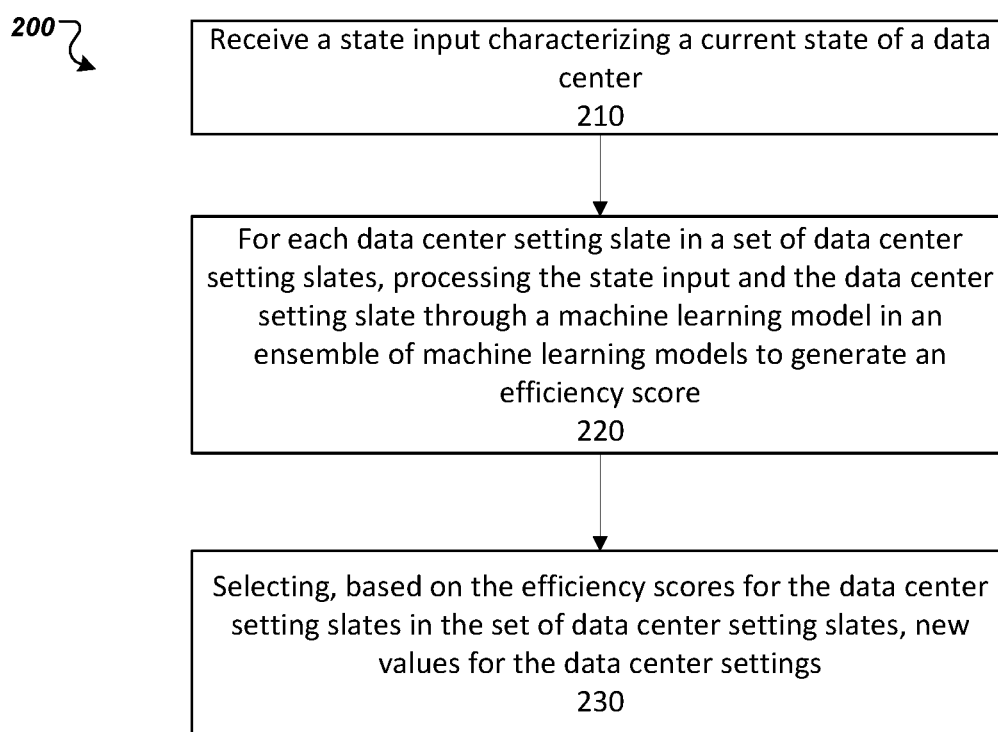 200
Receive a state input characterizing a current state of a data
center
210
For each data center setting slate in a set of data center
setting slates, processing the state input and the data center
setting slate through a machine learning model in an
ensemble of machine learning models to generate an
efficiency score
220
Selecting, based on the efficiency scores for the data center
setting slates in the set of data center setting slates, new
values for the data center settings
230